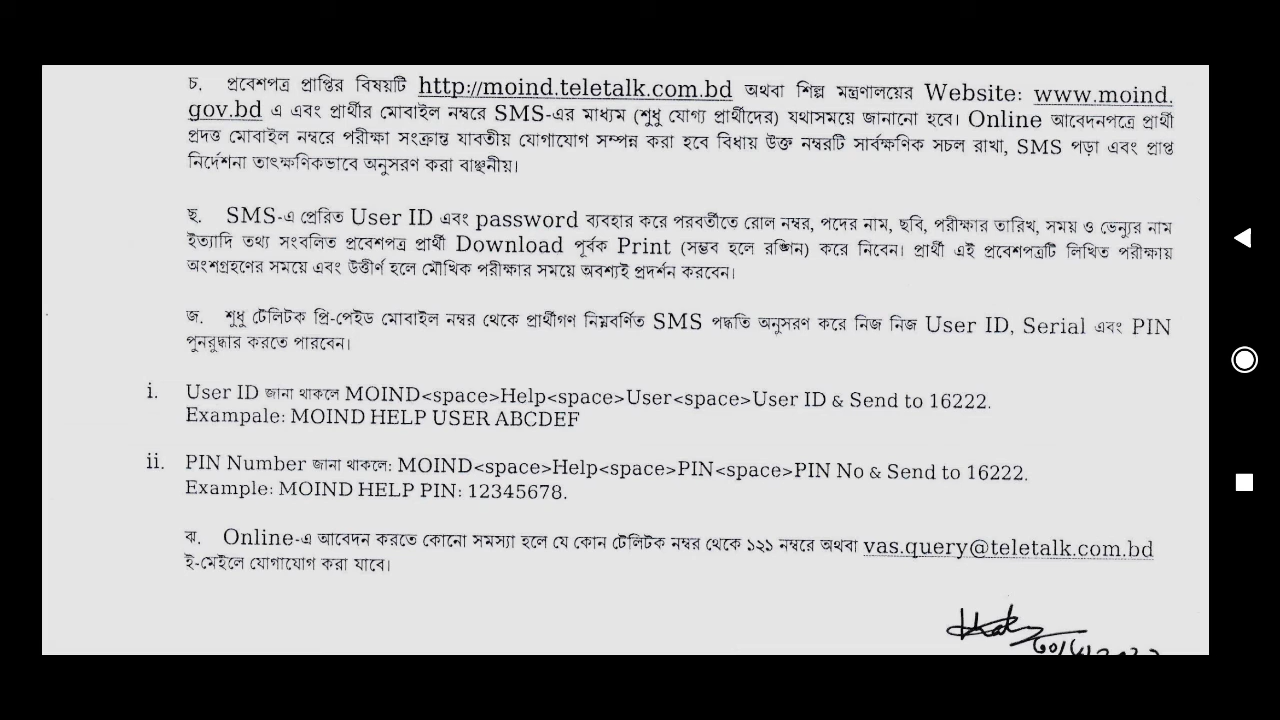 চ. প্রবেশপত্র প্রাপ্তির বিষয়টি http://moind.teletalk.com.bd অথবা শিল্প মন্ত্রণালয়ের Website: www.moind.
gov.bd এ এবং প্রার্থীর মোবাইল নম্বরে SMS-এর মাধ্যম (শুধু যোগ্য প্রার্থীদের) যথাসময়ে জানানো হবে। Online আবেদনপত্রে প্রার্থী
প্রদত্ত মোবাইল নম্বরে পরীক্ষা সংক্রান্ত যাবতীয় যোগাযোগ সম্পন্ন করা হবে বিধায় উক্ত নম্বরটি সার্বক্ষণিক সচল রাখা, SMS পড়া এবং প্রাপ্ত
নির্দেশনা তাৎক্ষণিকভাবে অনুসরণ করা বাঞ্ছনীয়।
ছ. SMS-এ প্রেরিত User ID এবং password ব্যবহার করে পরবর্তীতে রোল নম্বর, পদের নাম, ছবি, পরীক্ষার তারিখ, সময় ও ভেন্যুর নাম
ইত্যাদি তথ্য সংবলিত প্রবেশপত্র প্রার্থী Download পূর্বক Print (সম্ভব হলে রঙ্গিন) করে নিবেন। প্রার্থী এই প্রবেশপত্রটি লিখিত পরীক্ষায়
অংশগ্রহণের সময়ে এবং উত্তীর্ণ হলে মৌখিক পরীক্ষার সময়ে অবশ্যই প্রদর্শন করবেন।
জ. শুধু টেলিটক প্রি-পেইড মোবাইল নম্বর থেকে প্রার্থীগণ নিম্নবর্ণিত SMS পদ্ধতি অনুসরণ করে নিজ নিজ User ID, Serial এবং PIN
পুনরুদ্ধার করতে পারবেন।
i. User ID জানা থাকলে MOIND<space>Help<space>User<space>User ID & Send to 16222.
Exampale: MOIND HELP USER ABCDEF
ii. PIN Number জানা থাকলে: MOIND<space>Help<space>PIN<space>PIN No & Send to 16222.
Example: MOIND HELP PIN: 12345678.
ঝ. Online-এ আবেদন করতে কোনো সমস্যা হলে যে কোন টেলিটক নম্বর থেকে ১২১ নম্বরে অথবা vas.query@teletalk.com.bd
ই-মেইলে যোগাযোগ করা যাবে।